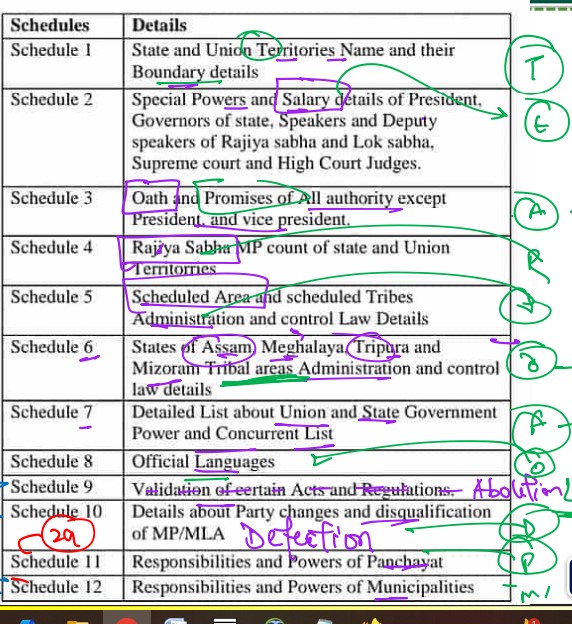 Schedules Details
Schedule 1 State and Union Territories Name and their
Boundary details
T
Schedule 2 Special Powers and Salary details of President,
Governors of state, Speakers and Deputy
speakers of Rajiya sabha and Lok sabha,
Supreme court and High Court Judges.
E
Schedule 3 Oath and Promises of All authority except
President, and vice president.
A
Schedule 4 Rajiya Sabha MP count of state and Union
Territorries
R
Schedule 5 Scheduled Area and scheduled Tribes
Administration and control Law Details
Schedule 6 States of Assam, Meghalaya, Tripura and
Mizoram Tribal areas Administration and control
law details
Schedule 7 Detailed List about Union and State Government
Power and Concurrent List
F
Schedule 8 Official Languages
O
Schedule 9 Validation of certain Acts and Regulations.
Schedule 10 Details about Party changes and disqualification
of MP/MLA Defection
D
29
Schedule 11 Responsibilities and Powers of Panchayat
P
Schedule 12 Responsibilities and Powers of Municipalities
M